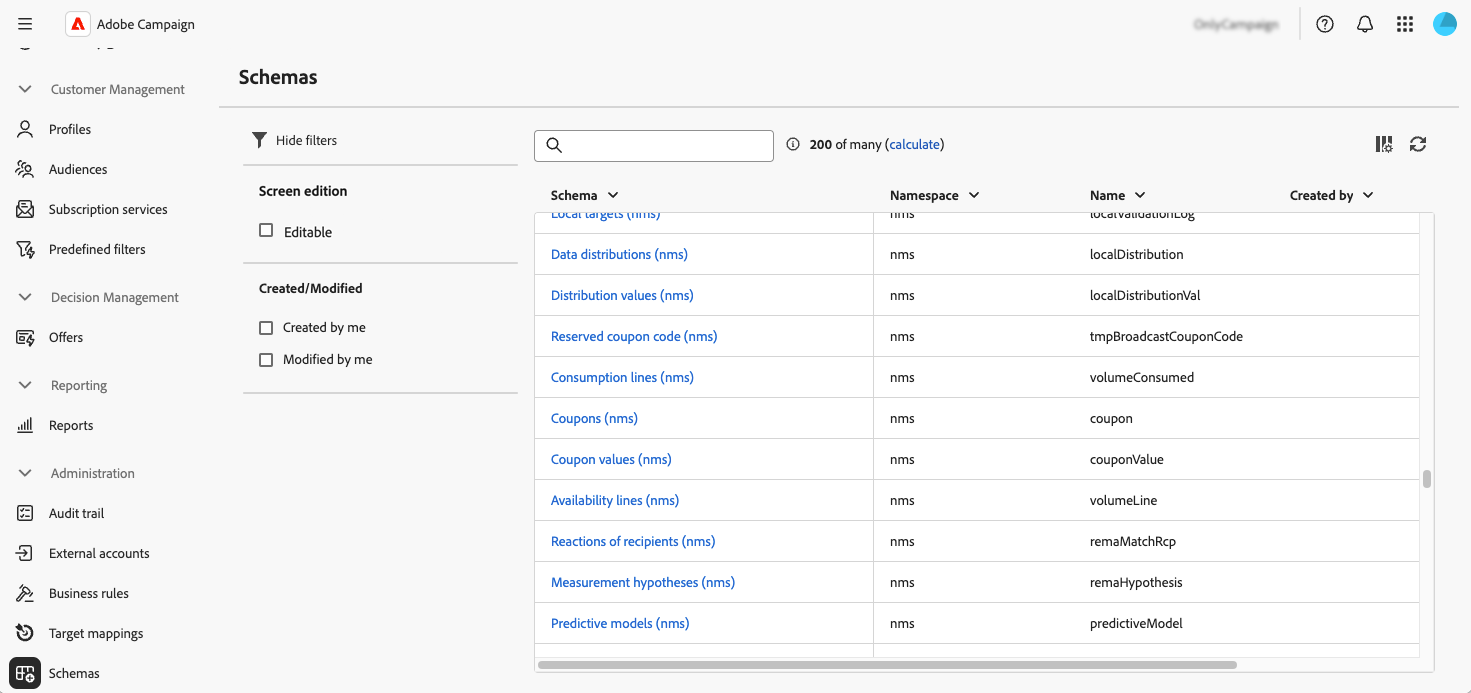 Adobe Campaign
Schemas
Customer Management
Profiles
Audiences
Subscription services
Predefined filters
Decision Management
Offers
Reporting
Reports
Administration
Audit trail
External accounts
Business rules
Target mappings
Schemas
Hide filters
Screen edition
Editable
Created/Modified
Created by me
Modified by me
200 of many (calculate)
Schema Namespace Name Created by
Local targets (nms) nms localValidationLog
Data distributions (nms) nms localDistribution
Distribution values (nms) nms localDistributionVal
Reserved coupon code (nms) nms tmpBroadcastCouponCode
Consumption lines (nms) nms volumeConsumed
Coupons (nms) nms coupon
Coupon values (nms) nms couponValue
Availability lines (nms) nms volumeLine
Reactions of recipients (nms) nms remaMatchRcp
Measurement hypotheses (nms) nms remaHypothesis
Predictive models (nms) nms predictiveModel